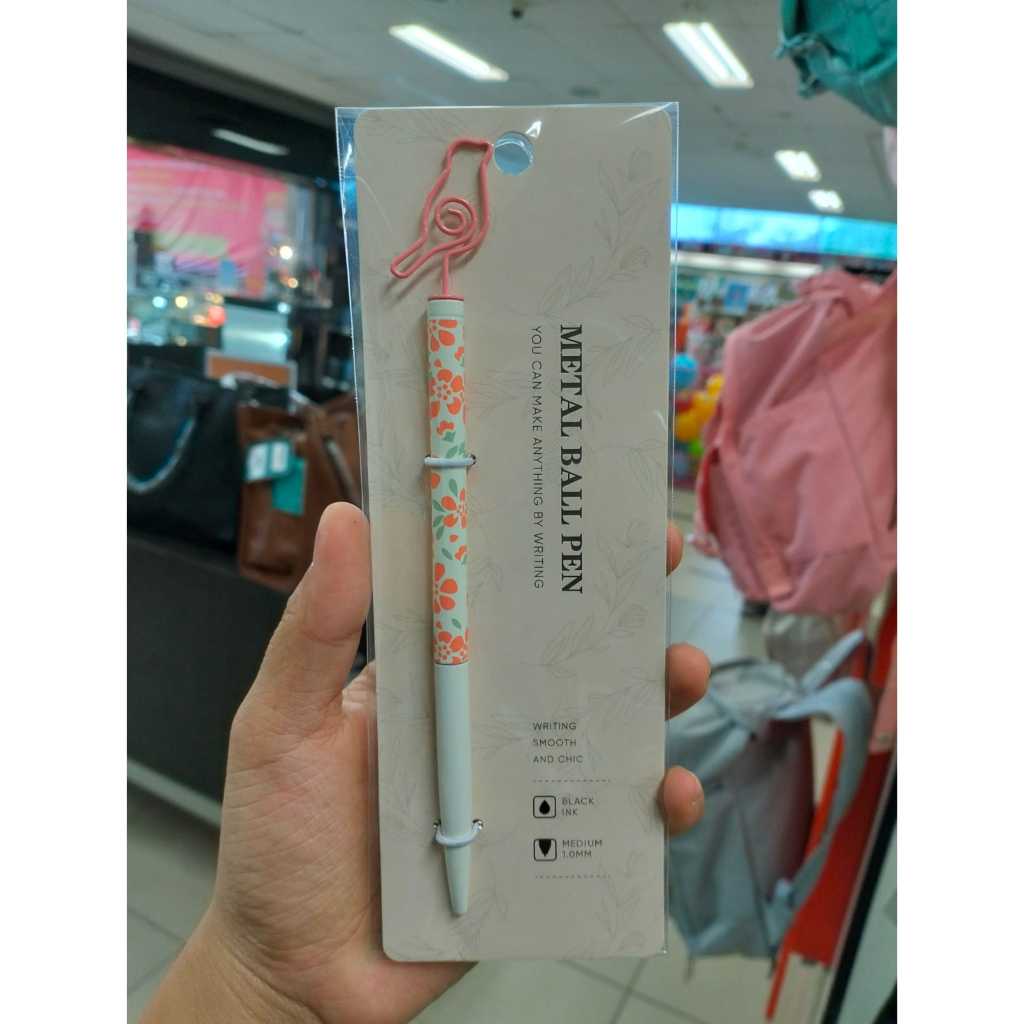 METAL BALL PEN
YOU CAN MAKE ANYTHING BY WRITING
WRITING
SMOOTH
AND CHIC
BLACK
INK
MEDIUM
1.0MM